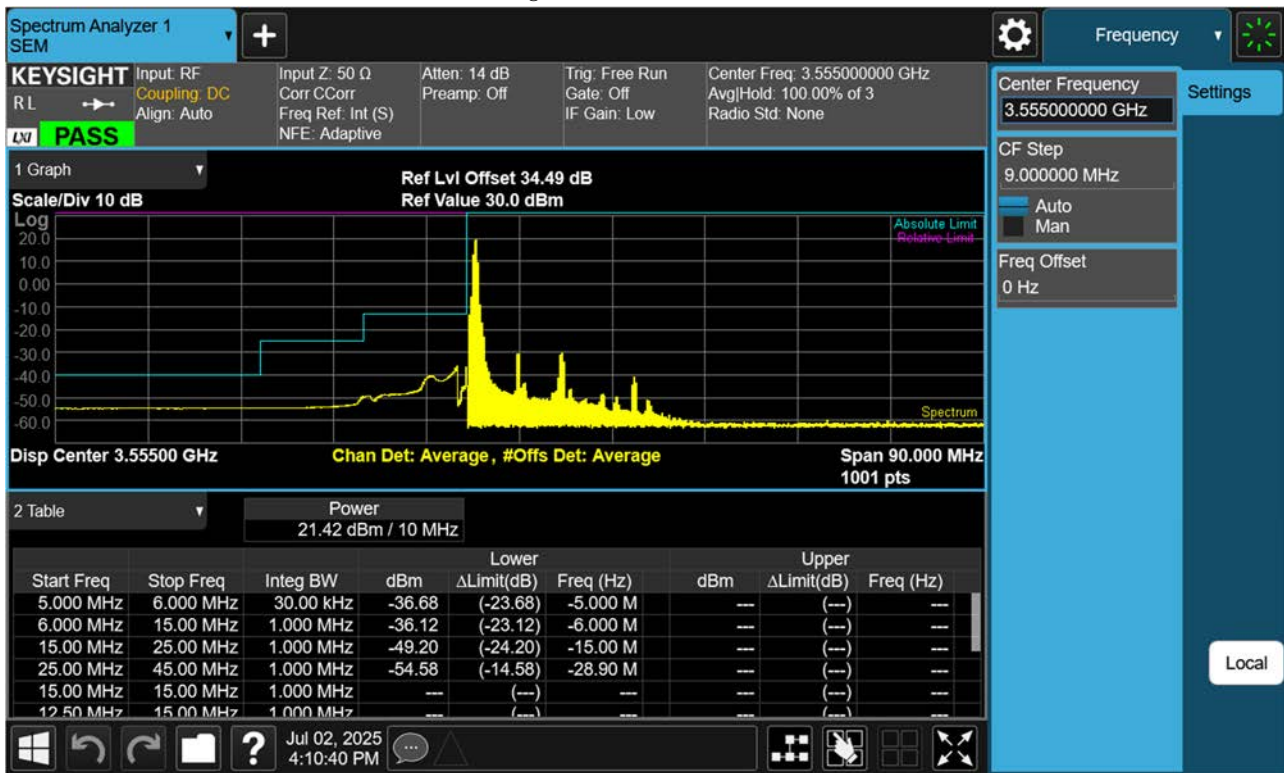 Spectrum Analyzer 1
SEM
Frequency
KEYSIGHT
R L
LXI
PASS
Input: RF
Coupling: DC
Align: Auto
Input Z: 50 Ω
Corr CCorr
Freq Ref: Int (S)
NFE: Adaptive
Atten: 14 dB
Preamp: Off
Trig: Free Run
Gate: Off
IF Gain: Low
Center Freq: 3.555000000 GHz
Avg|Hold: 100.00% of 3
Radio Std: None
Center Frequency
3.555000000 GHz
Settings
CF Step
9.000000 MHz
Auto
Man
Freq Offset
0 Hz
1 Graph
Ref Lvl Offset 34.49 dB
Scale/Div 10 dB
Ref Value 30.0 dBm
Log
Absolute Limit
Relative Limit
20.0
10.0
0.00
-10.0
-20.0
-30.0
-40.0
-50.0
-60.0
Spectrum
Disp Center 3.55500 GHz
Chan Det: Average, #Offs Det: Average
Span 90.000 MHz
1001 pts
2 Table
Power
21.42 dBm / 10 MHz
Lower Upper
Start Freq Stop Freq Integ BW dBm ΔLimit(dB) Freq (Hz) dBm ΔLimit(dB) Freq (Hz)
5.000 MHz 6.000 MHz 30.00 kHz -36.68 (-23.68) -5.000 M --- (---) ---
6.000 MHz 15.00 MHz 1.000 MHz -36.12 (-23.12) -6.000 M --- (---) ---
15.00 MHz 25.00 MHz 1.000 MHz -49.20 (-24.20) -15.00 M --- (---) ---
25.00 MHz 45.00 MHz 1.000 MHz -54.58 (-14.58) -28.90 M --- (---) ---
15.00 MHz 15.00 MHz 1.000 MHz --- (---) --- --- (---) ---
12.50 MHz 15.00 MHz 1.000 MHz --- (---) --- --- (---) ---
Local
?
Jul 02, 2025
4:10:40 PM